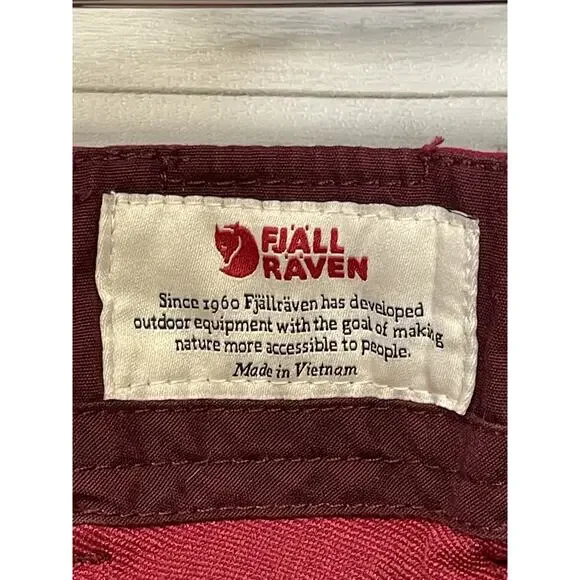 FJÄLL
RÄVEN
Since 1960 Fjällräven has developed
outdoor equipment with the goal of making
nature more accessible to people.
Made in Vietnam